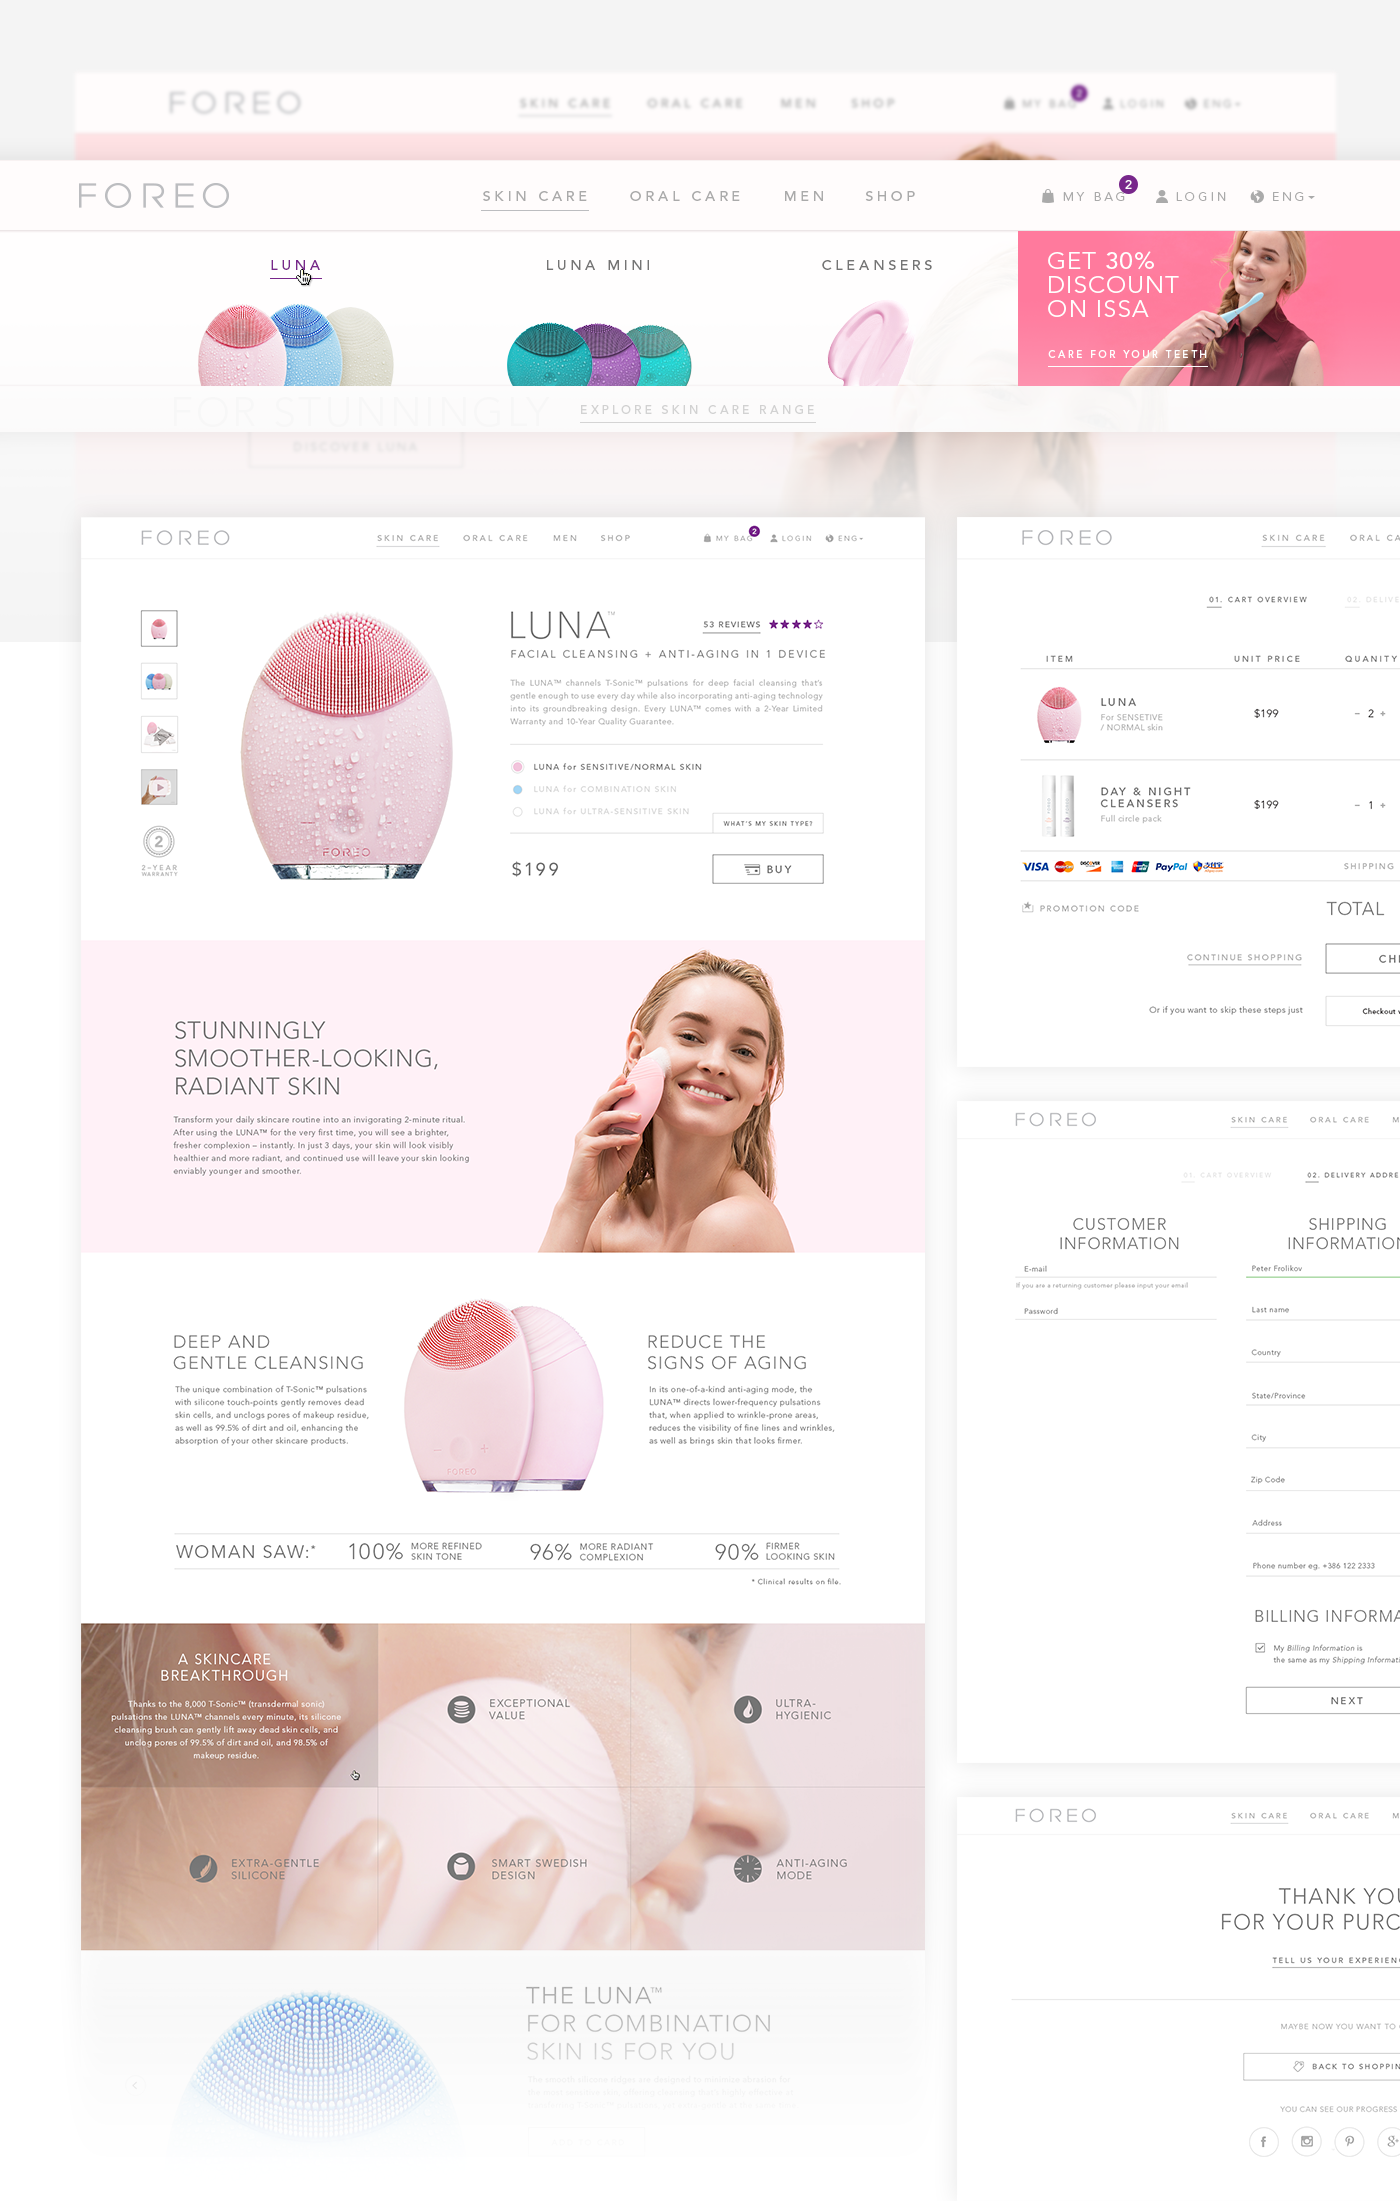 FOREO
SKIN CARE ORAL CARE MEN SHOP
MY BAG 2 LOGIN ENG
FOREO
SKIN CARE ORAL CARE MEN SHOP
MY BAG 2 LOGIN ENG
LUNA LUNA MINI CLEANSERS
GET 30%
DISCOUNT
ON ISSA
CARE FOR YOUR TEETH
FOR STUNNINGLY
EXPLORE SKIN CARE RANGE
DISCOVER LUNA
FOREO
SKIN CARE ORAL CARE MEN SHOP
MY BAG 2 LOGIN ENG
LUNA™
53 REVIEWS
FACIAL CLEANSING + ANTI-AGING IN 1 DEVICE
The LUNA™ channels T-Sonic™ pulsations for deep facial cleansing that's
gentle enough to use every day while also incorporating anti-aging technology
into its groundbreaking design. Every LUNA™ comes with a 2-Year Limited
Warranty and 10-Year Quality Guarantee.
LUNA for SENSITIVE/NORMAL SKIN
LUNA for COMBINATION SKIN
LUNA for ULTRA-SENSITIVE SKIN
WHAT'S MY SKIN TYPE?
$199
BUY
2
2-YEAR
WARRANTY
FOREO
STUNNINGLY
SMOOTHER-LOOKING,
RADIANT SKIN
Transform your daily skincare routine into an invigorating 2-minute ritual.
After using the LUNA™ for the very first time, you will see a brighter,
fresher complexion – instantly. In just 3 days, your skin will look visibly
healthier and more radiant, and continued use will leave your skin looking
enviably younger and smoother.
DEEP AND
GENTLE CLEANSING
The unique combination of T-Sonic™ pulsations
with silicone touch-points gently removes dead
skin cells, and unclogs pores of makeup residue,
as well as 99.5% of dirt and oil, enhancing the
absorption of your other skincare products.
FOREO
REDUCE THE
SIGNS OF AGING
In its one-of-a-kind anti-aging mode, the
LUNA™ directs lower-frequency pulsations
that, when applied to wrinkle-prone areas,
reduces the visibility of fine lines and wrinkles,
as well as brings skin that looks firmer.
WOMAN SAW:*
100% MORE REFINED
SKIN TONE
96% MORE RADIANT
COMPLEXION
90% FIRMER
LOOKING SKIN
* Clinical results on file.
A SKINCARE
BREAKTHROUGH
Thanks to the 8,000 T-Sonic™ (transdermal sonic)
pulsations the LUNA™ channels every minute, its silicone
cleansing brush can gently lift away dead skin cells, and
unclog pores of 99.5% of dirt and oil, and 98.5% of
makeup residue.
EXCEPTIONAL
VALUE
ULTRA-
HYGIENIC
EXTRA-GENTLE
SILICONE
SMART SWEDISH
DESIGN
ANTI-AGING
MODE
THE LUNA™
FOR COMBINATION
SKIN IS FOR YOU
FOREO
SKIN CARE ORAL CA
01. CART OVERVIEW 02. DELIVE
ITEM UNIT PRICE QUANITY
LUNA
For SENSETIVE
/ NORMAL skin
$199 – 2 +
DAY & NIGHT
CLEANSERS
Full circle pack
$199 – 1 +
VISA MasterCard DISCOVER PayPal
SHIPPING
PROMOTION CODE
TOTAL
CONTINUE SHOPPING
CHE
Or if you want to skip these steps just
Checkout
FOREO
SKIN CARE ORAL CARE M
01. CART OVERVIEW 02. DELIVERY ADDRE
CUSTOMER
INFORMATION
E-mail
If you are a returning customer please input your email
Password
SHIPPING
INFORMATION
Peter Frolikov
Last name
Country
State/Province
City
Zip Code
Address
Phone number eg. +386 122 2333
BILLING INFORMA
My Billing Information is
the same as my Shipping Informati
NEXT
FOREO
SKIN CARE ORAL CARE M
THANK YOU
FOR YOUR PURC
TELL US YOUR EXPERIENC
MAYBE NOW YOU WANT TO
BACK TO SHOPPIN
YOU CAN SEE OUR PROGRESS